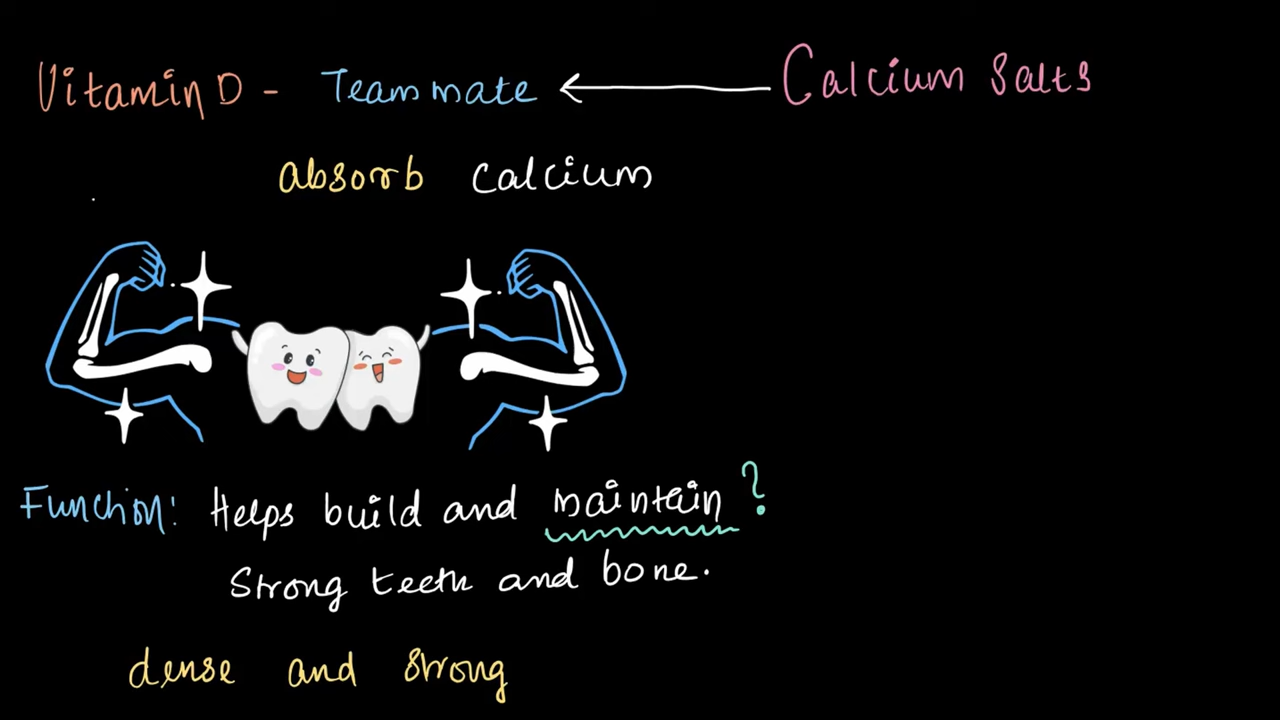 Vitamin D - Teammate ← Calcium Salts
absorb calcium
Function: Helps build and maintain?
Strong teeth and bone.
dense and strong